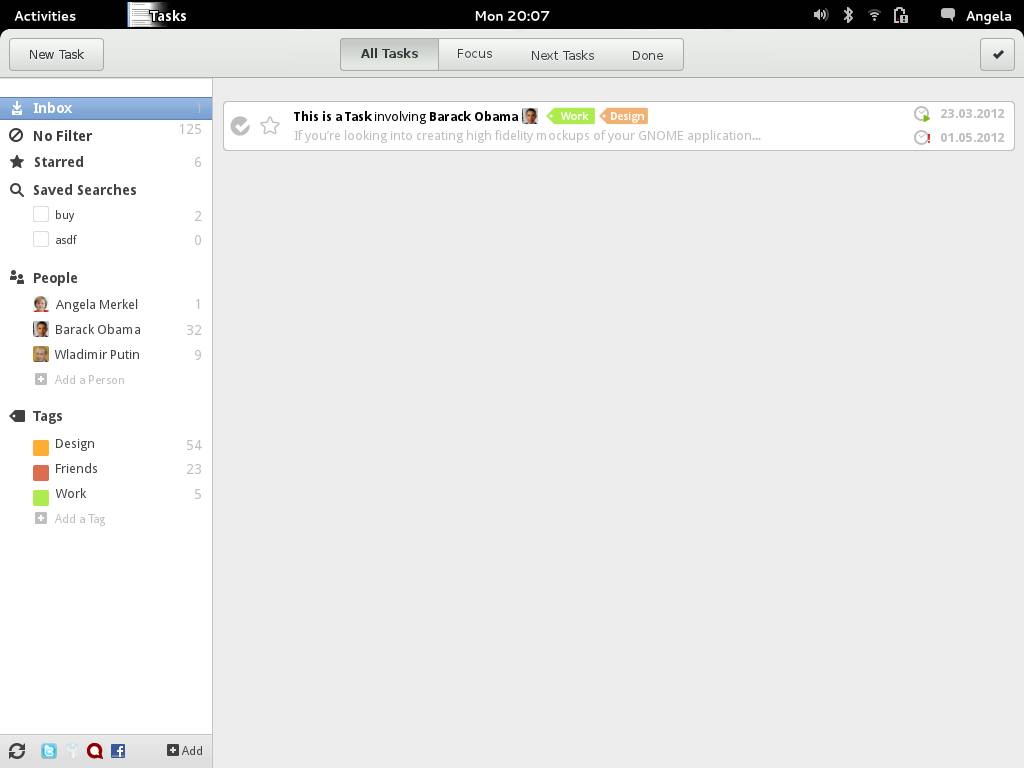 Activities Tasks Mon 20:07 Angela
New Task All Tasks Focus Next Tasks Done
Inbox 1
No Filter 125
Starred 6
Saved Searches
buy 2
asdf 0
People
Angela Merkel 1
Barack Obama 32
Wladimir Putin 9
Add a Person
Tags
Design 54
Friends 23
Work 5
Add a Tag
Add
This is a Task involving Barack Obama Work Design 23.03.2012
If you're looking into creating high fidelity mockups of your GNOME application... 01.05.2012